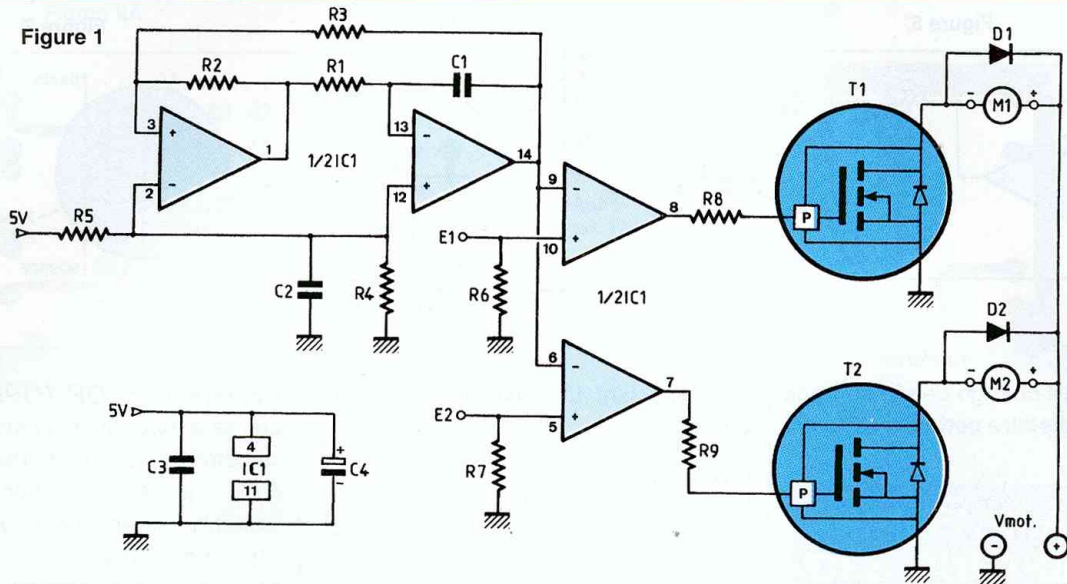 Figure 1
R3
R2
R1
C1
3
+
1
2
-
1/2IC1
13
-
14
12
+
5V
R5
C2
R4
E1
R6
9
-
8
10
+
R8
1/2IC1
T1
P
D1
-
M1
+
6
-
7
5
+
E2
R7
R9
T2
P
D2
-
M2
+
5V
C3
4
IC1
11
+
C4
-
Vmot.
-
+